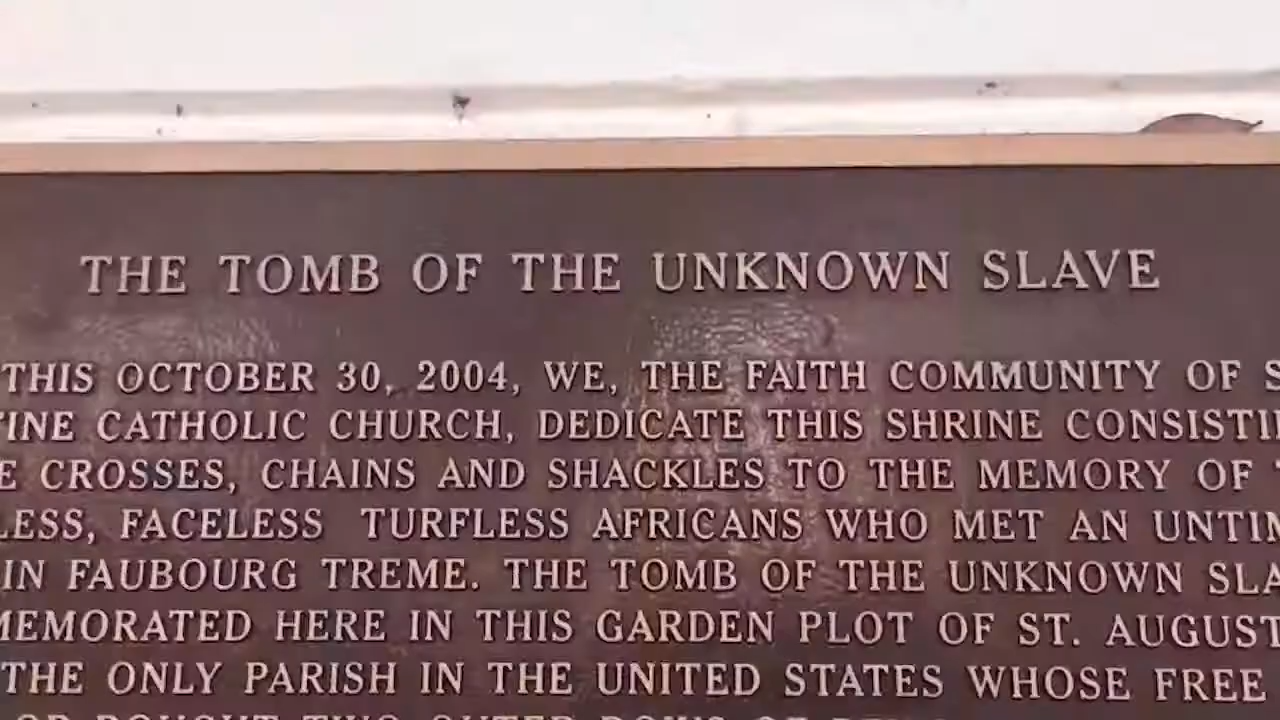 THE TOMB OF THE UNKNOWN SLAVE
THIS OCTOBER 30, 2004, WE, THE FAITH COMMUNITY OF S
TINE CATHOLIC CHURCH, DEDICATE THIS SHRINE CONSISTI
E CROSSES, CHAINS AND SHACKLES TO THE MEMORY OF
LESS, FACELESS TURFLESS AFRICANS WHO MET AN UNTIM
IN FAUBOURG TREME. THE TOMB OF THE UNKNOWN SLA
MEMORATED HERE IN THIS GARDEN PLOT OF ST. AUGUST
THE ONLY PARISH IN THE UNITED STATES WHOSE FREE